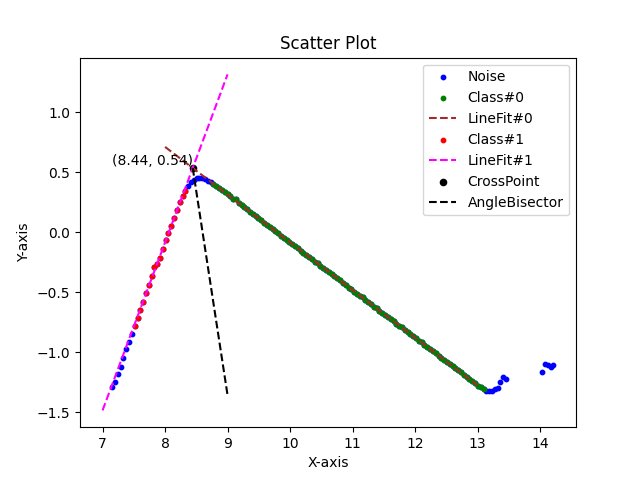 Scatter Plot
Noise
Class#0
LineFit#0
Class#1
LineFit#1
CrossPoint
AngleBisector
(8.44, 0.54)
1.0
0.5
0.0
−0.5
−1.0
−1.5
Y-axis
7 8 9 10 11 12 13 14
X-axis